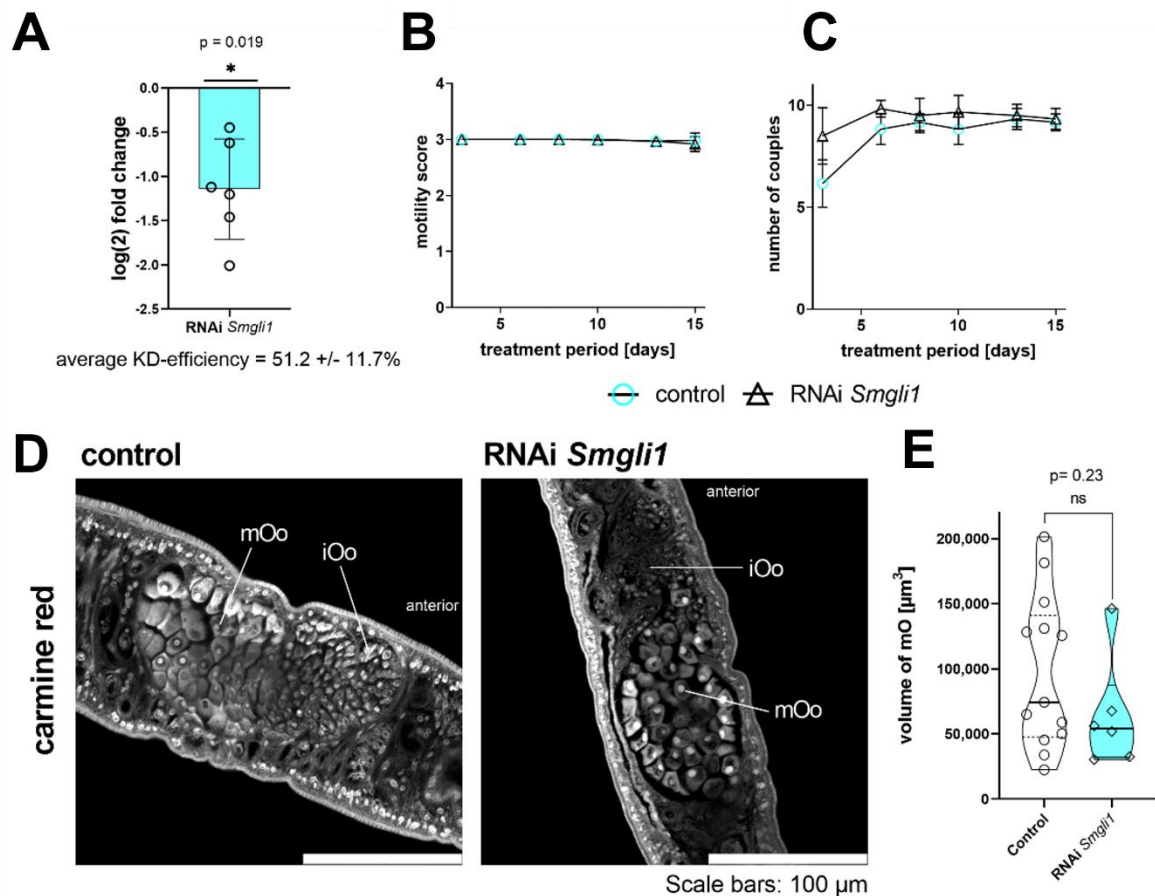 A
p = 0.019
*
0.0
-0.5
-1.0
-1.5
-2.0
-2.5
log(2) fold change
RNAi Smgli1
average KD-efficiency = 51.2 +/- 11.7%
B
4
3
2
1
0
motility score
5
10
15
treatment period [days]
C
10
5
0
number of couples
5
10
15
treatment period [days]
control
RNAi Smgli1
D
control
RNAi Smgli1
carmine red
mOo
iOo
anterior
anterior
iOo
mOo
Scale bars: 100 µm
E
p= 0.23
ns
200,000
150,000
100,000
50,000
0
volume of mO [µm³]
Control
RNAi Smgli1